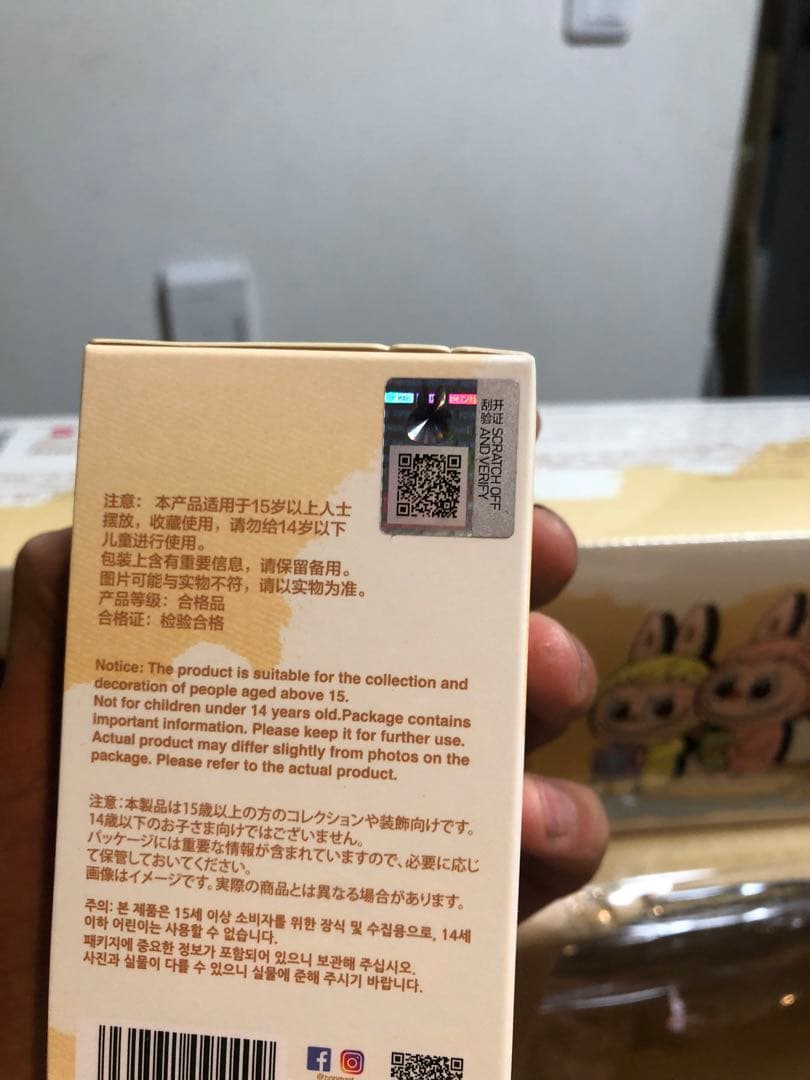 开
证
刮
验
SCRATCH OFF
AND VERIFY
注意： 本产品适用于15岁以上人士
摆放，收藏使用，请勿给14岁以下
儿童进行使用。
包装上含有重要信息，请保留备用。
图片可能与实物不符，请以实物为准。
产品等级：合格品
合格证：检验合格
Notice: The product is suitable for the collection and
decoration of people aged above 15.
Not for children under 14 years old.Package contains
important information. Please keep it for further use.
Actual product may differ slightly from photos on the
package. Please refer to the actual product.
注意：本製品は15歳以上の方のコレクションや装飾向けです。
14歳以下のお子さま向けではございません。
パッケージには重要な情報が含まれていますので、必要に応じ
て保管しておいてください。
画像はイメージです。実際の商品とは異なる場合があります。
주의: 본 제품은 15세 이상 소비자를 위한 장식 및 수집용으로, 14세
이하 어린이는 사용할 수 없습니다.
패키지에 중요한 정보가 포함되어 있으니 보관해 주십시오.
사진과 실물이 다를 수 있으니 실물에 준해 주시기 바랍니다.